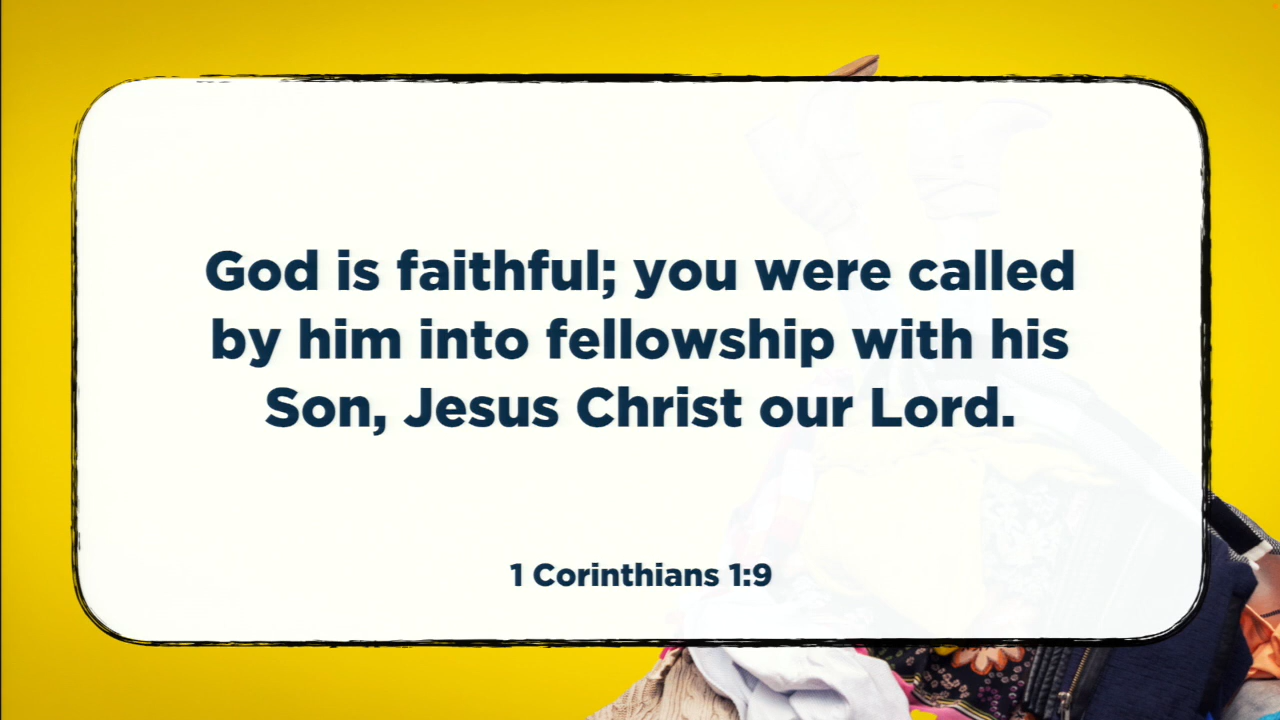 God is faithful; you were called
by him into fellowship with his
Son, Jesus Christ our Lord.
1 Corinthians 1:9